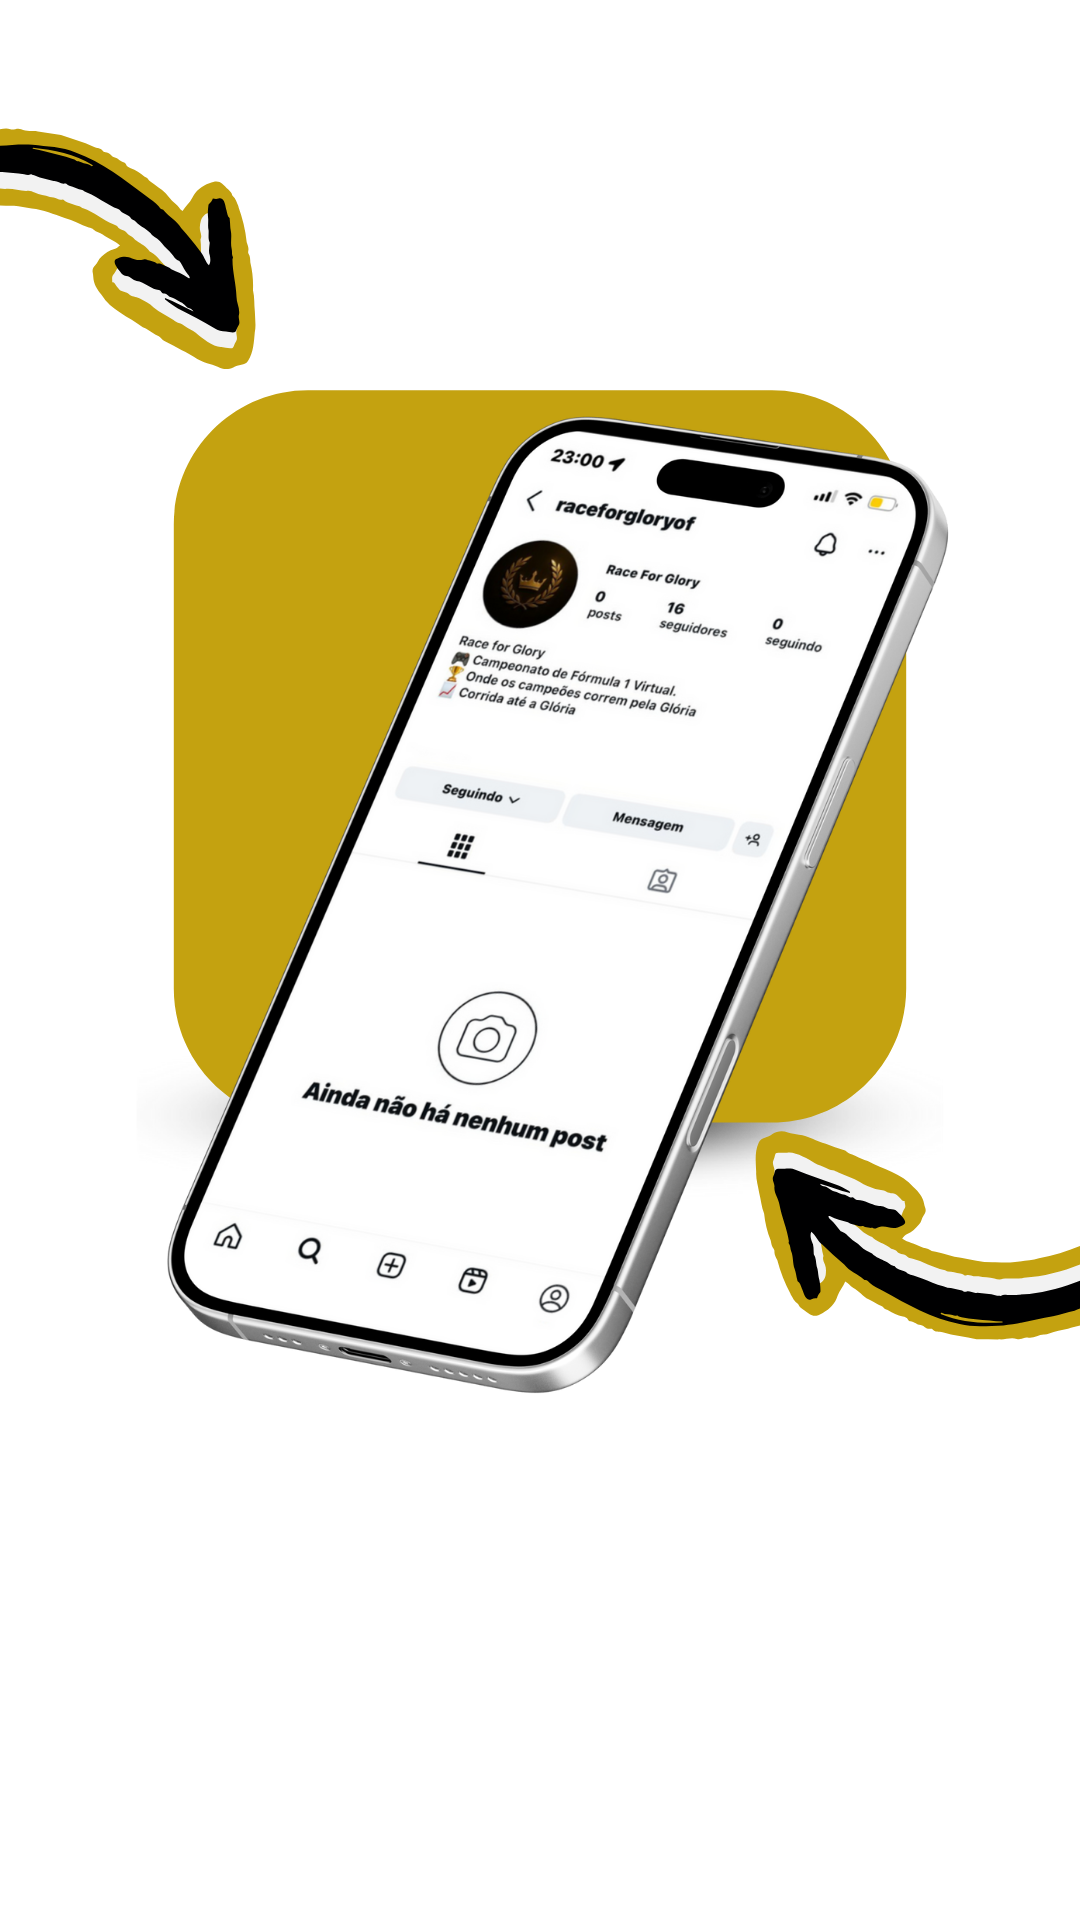 23:00
raceforgloryof
Race For Glory
0 16 0
posts seguidores seguindo
Race for Glory
🎮 Campeonato de Fórmula 1 Virtual.
🏆 Onde os campeões correm pela Glória
📈 Corrida até a Glória
Seguindo Mensagem
Ainda não há nenhum post